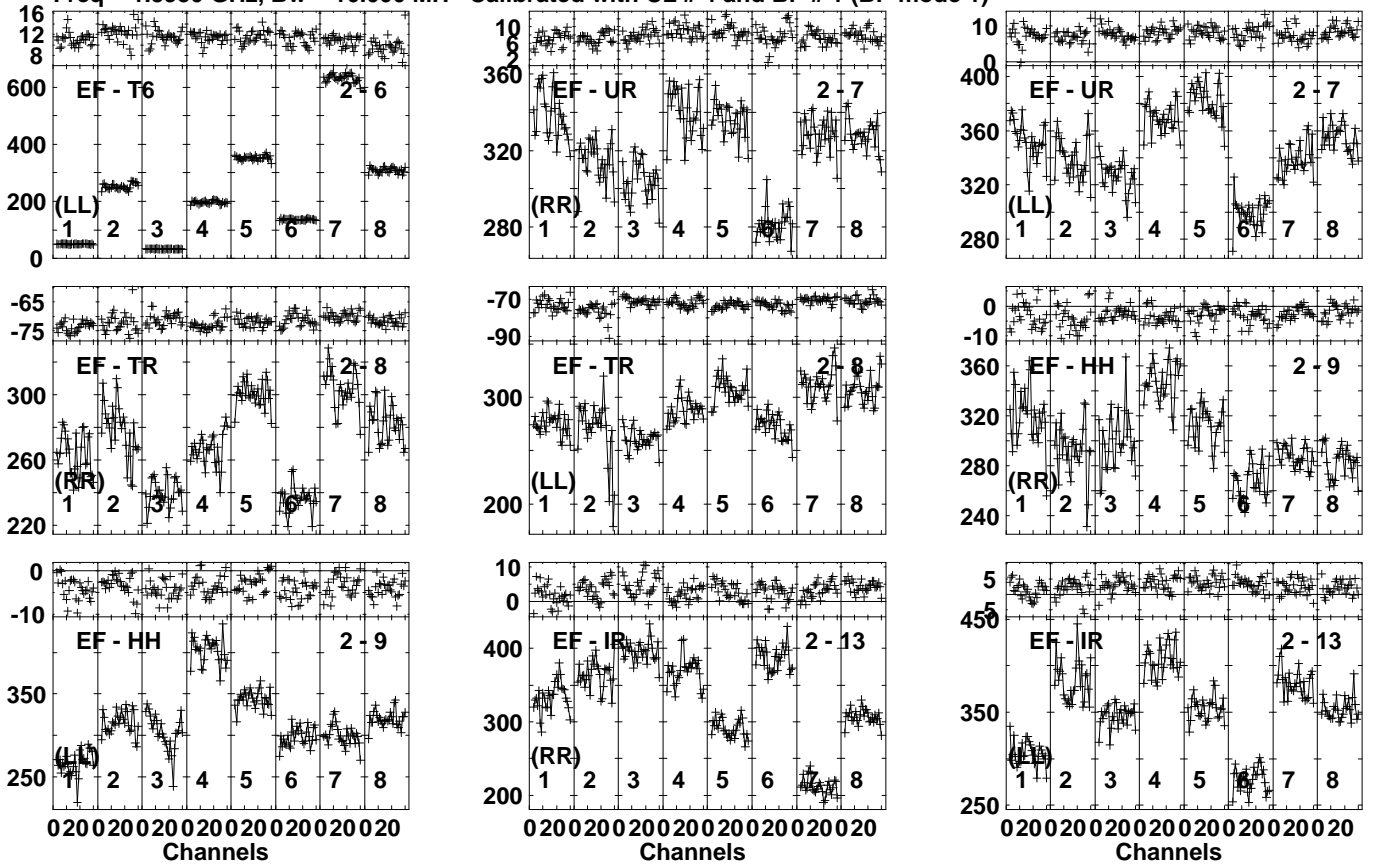 16 12 8 10 6 2 10 0
600 400 200 0 EF - T6 2 - 6 (LL) 1 2 3 4 5 6 7 8
360 320 280 EF - UR 2 - 7 (RR) 1 2 3 4 5 6 7 8
400 360 320 280 EF - UR 2 - 7 (LL) 1 2 3 4 5 6 7 8
-65 -75 -70 -90 0 -10
300 260 220 EF - TR 2 - 8 (RR) 1 2 3 4 5 6 7 8
300 200 EF - TR 2 - 8 (LL) 1 2 3 4 5 6 7 8
360 320 280 240 EF - HH 2 - 9 (RR) 1 2 3 4 5 6 7 8
0 -10 10 0 5 5
350 250 EF - HH 2 - 9 (LL) 1 2 3 4 5 6 7 8
400 300 200 EF - IR 2 - 13 (RR) 1 2 3 4 5 6 7 8
450 350 250 EF - IR 2 - 13 (LL) 1 2 3 4 5 6 7 8
0 20 0 20 0 20 0 20 0 20 0 20 0 20 0 20
0 20 0 20 0 20 0 20 0 20 0 20 0 20 0 20
0 20 0 20 0 20 0 20 0 20 0 20 0 20 0 20
Channels Channels Channels